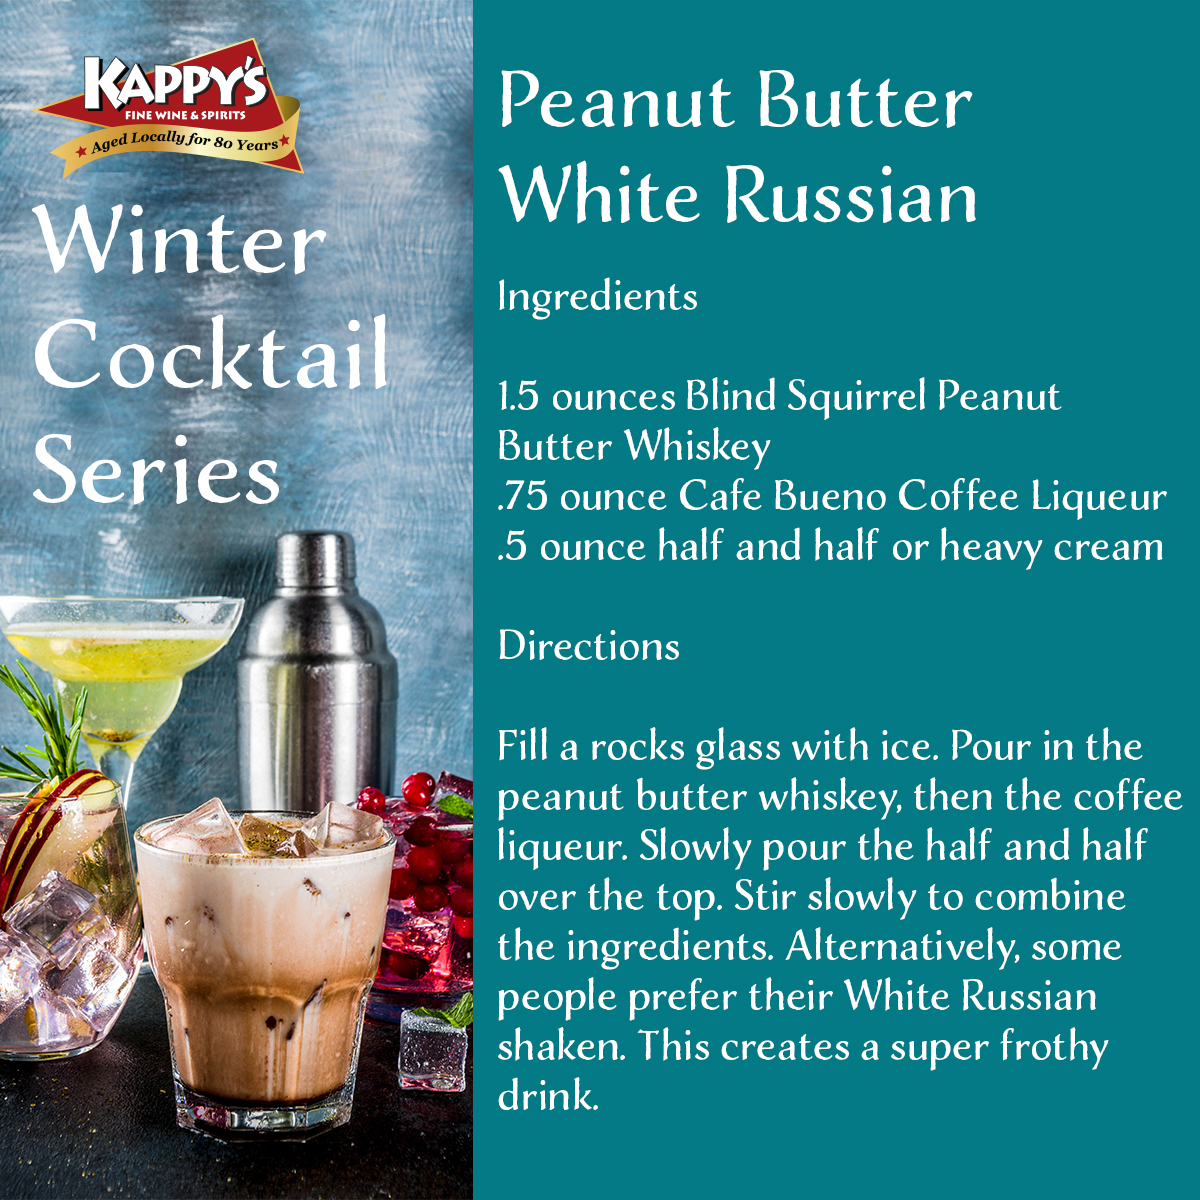 KAPPY'S
FINE WINE & SPIRITS
Aged Locally for 80 Years
Winter
Cocktail
Series
Peanut Butter
White Russian
Ingredients
1.5 ounces Blind Squirrel Peanut
Butter Whiskey
.75 ounce Cafe Bueno Coffee Liqueur
.5 ounce half and half or heavy cream
Directions
Fill a rocks glass with ice. Pour in the
peanut butter whiskey, then the coffee
liqueur. Slowly pour the half and half
over the top. Stir slowly to combine
the ingredients. Alternatively, some
people prefer their White Russian
shaken. This creates a super frothy
drink.